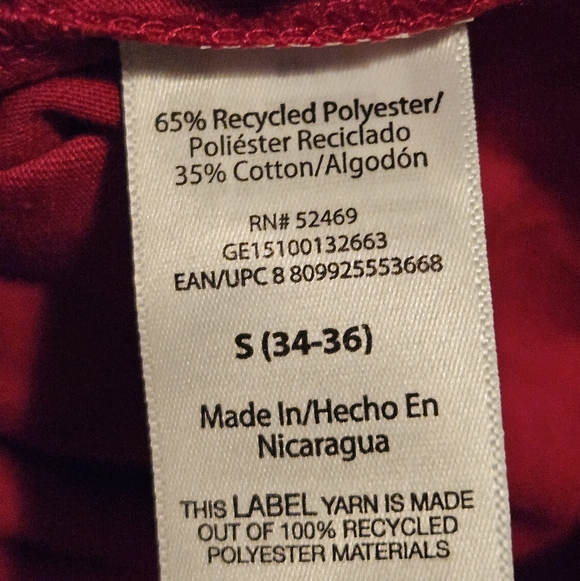 65% Recycled Polyester/
Poliéster Reciclado
35% Cotton/Algodón
RN# 52469
GE15100132663
EAN/UPC 8 809925553668
S (34-36)
Made In/Hecho En
Nicaragua
THIS LABEL YARN IS MADE
OUT OF 100% RECYCLED
POLYESTER MATERIALS